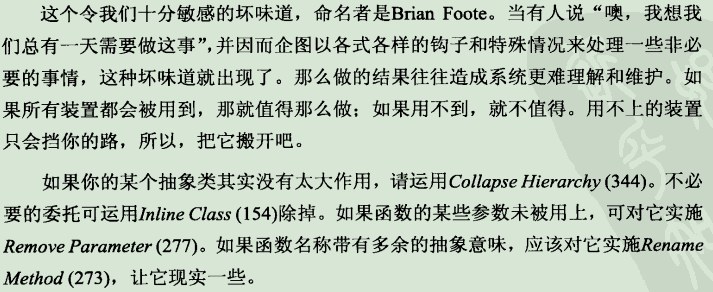 这个令我们十分敏感的坏味道，命名者是Brian Foote。当有人说“噢，我想我
们总有一天需要做这事”，并因而企图以各式各样的钩子和特殊情况来处理一些非必
要的事情，这种坏味道就出现了。那么做的结果往往造成系统更难理解和维护。如
果所有装置都会被用到，那就值得那么做；如果用不到，就不值得。用不上的装置
只会挡你的路，所以，把它搬开吧。
如果你的某个抽象类其实没有太大作用，请运用Collapse Hierarchy (344)。不必
要的委托可运用Inline Class (154)除掉。如果函数的某些参数未被用上，可对它实施
Remove Parameter (277)。如果函数名称带有多余的抽象意味，应该对它实施Rename
Method (273)，让它现实一些。